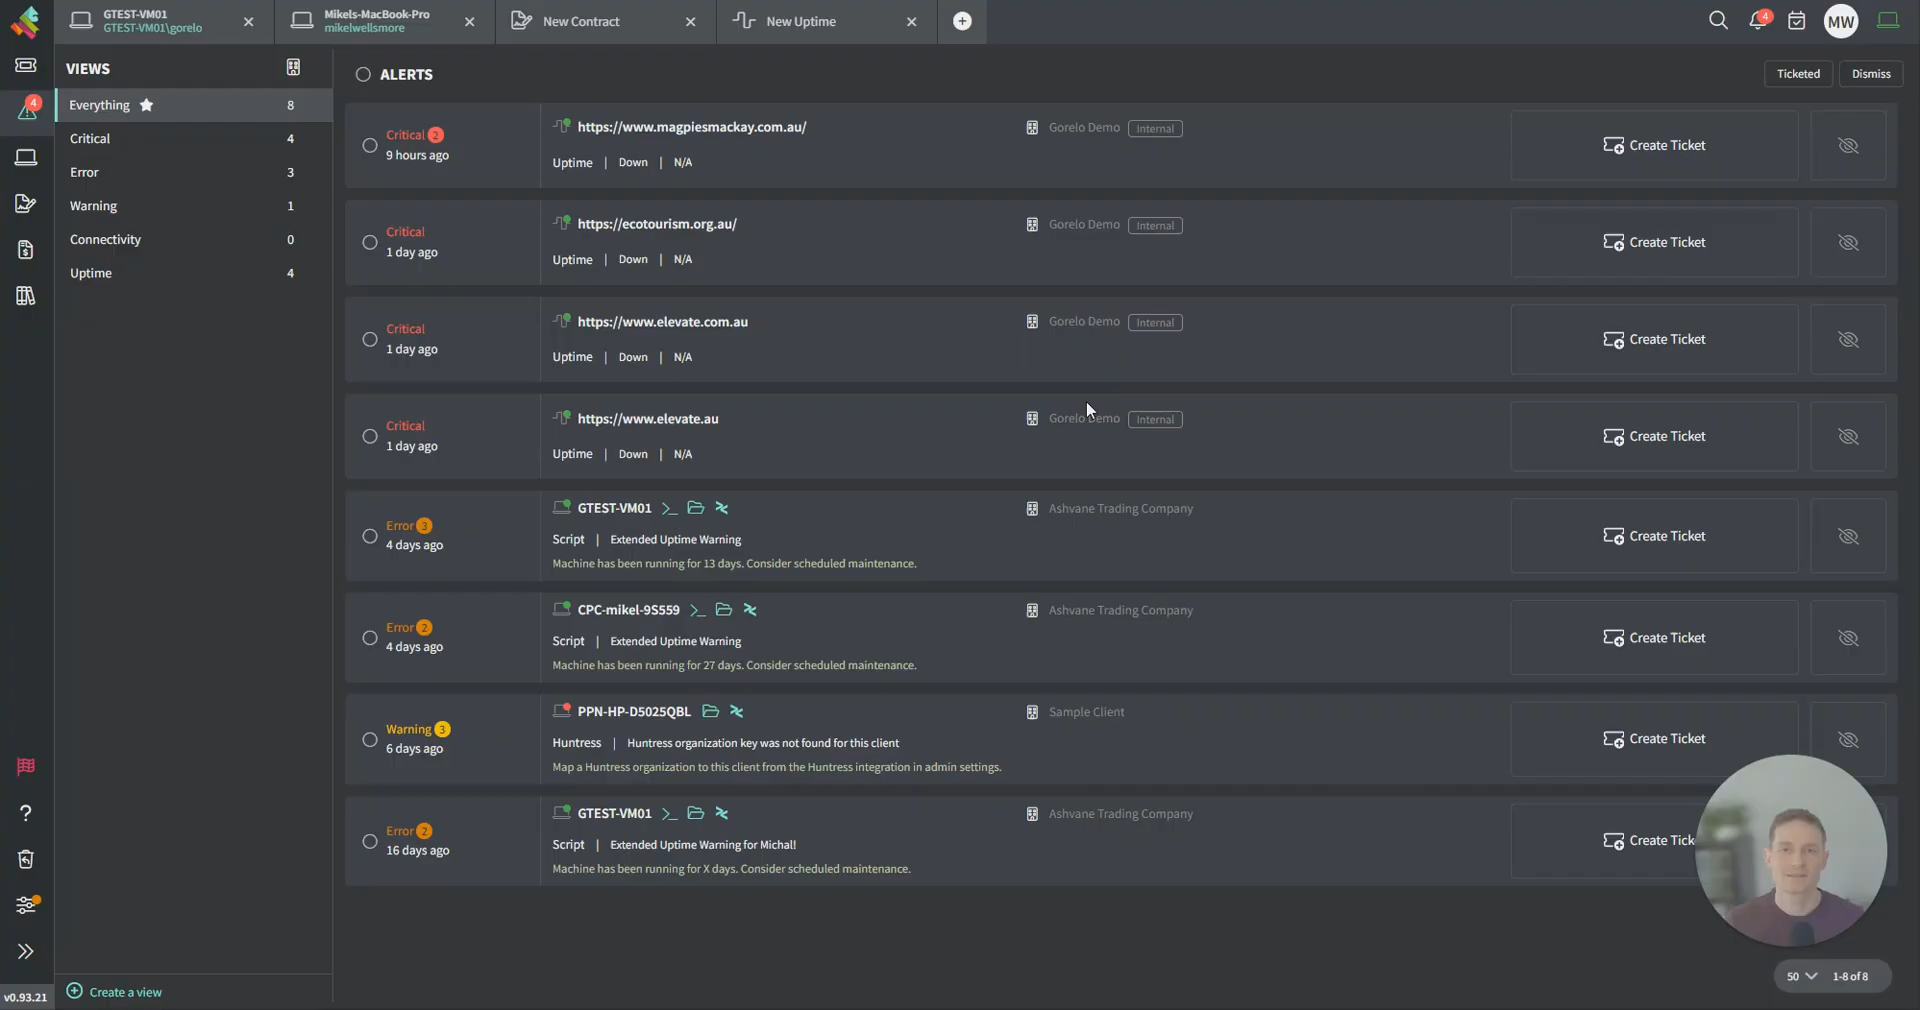 GTEST-VM01
GTEST-VM01\gorelo
Mikels-MacBook-Pro
mikelwellsmore
New Contract
New Uptime
4
MW
VIEWS
4
Everything 8
Critical 4
Error 3
Warning 1
Connectivity 0
Uptime 4
Create a view
v0.93.21
ALERTS
Ticketed
Dismiss
Critical 2
9 hours ago
https://www.magpiesmackay.com.au/
Uptime | Down | N/A
Gorelo Demo Internal
Create Ticket
Critical
1 day ago
https://ecotourism.org.au/
Uptime | Down | N/A
Gorelo Demo Internal
Create Ticket
Critical
1 day ago
https://www.elevate.com.au
Uptime | Down | N/A
Gorelo Demo Internal
Create Ticket
Critical
1 day ago
https://www.elevate.au
Uptime | Down | N/A
Gorelo Demo Internal
Create Ticket
Error 3
4 days ago
GTEST-VM01
Script | Extended Uptime Warning
Machine has been running for 13 days. Consider scheduled maintenance.
Ashvane Trading Company
Create Ticket
Error 2
4 days ago
CPC-mikel-9S559
Script | Extended Uptime Warning
Machine has been running for 27 days. Consider scheduled maintenance.
Ashvane Trading Company
Create Ticket
Warning 3
6 days ago
PPN-HP-D5025QBL
Huntress | Huntress organization key was not found for this client
Map a Huntress organization to this client from the Huntress integration in admin settings.
Sample Client
Create Ticket
Error 2
16 days ago
GTEST-VM01
Script | Extended Uptime Warning for Michal!
Machine has been running for X days. Consider scheduled maintenance.
Ashvane Trading Company
Create Tick
50 1-8 of 8